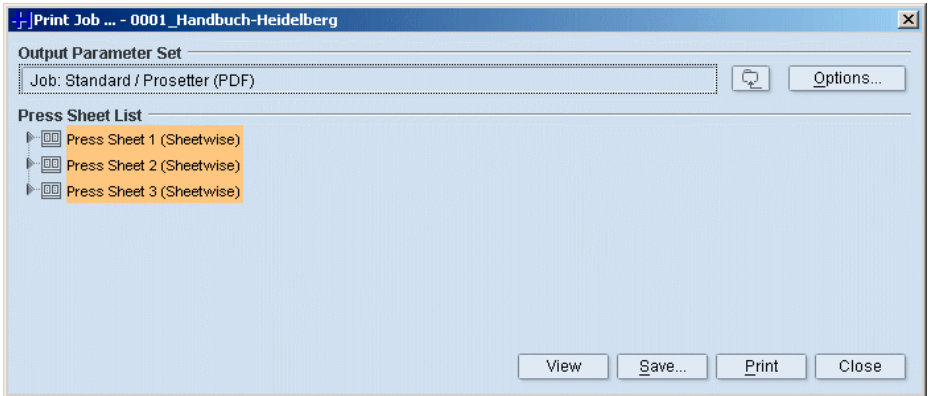 Print Job ... - 0001_Handbuch-Heidelberg
Output Parameter Set
Job: Standard / Prosetter (PDF)
Options...
Press Sheet List
Press Sheet 1 (Sheetwise)
Press Sheet 2 (Sheetwise)
Press Sheet 3 (Sheetwise)
View Save... Print Close